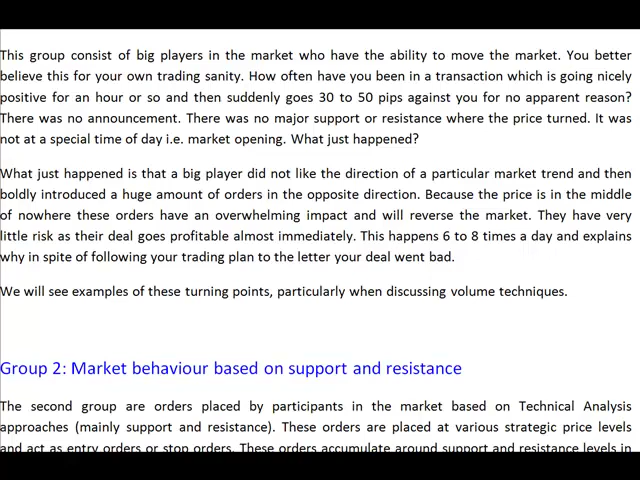 This group consist of big players in the market who have the ability to move the market. You better
believe this for your own trading sanity. How often have you been in a transaction which is going nicely
positive for an hour or so and then suddenly goes 30 to 50 pips against you for no apparent reason?
There was no announcement. There was no major support or resistance where the price turned. It was
not at a special time of day i.e. market opening. What just happened?
What just happened is that a big player did not like the direction of a particular market trend and then
boldly introduced a huge amount of orders in the opposite direction. Because the price is in the middle
of nowhere these orders have an overwhelming impact and will reverse the market. They have very
little risk as their deal goes profitable almost immediately. This happens 6 to 8 times a day and explains
why in spite of following your trading plan to the letter your deal went bad.
We will see examples of these turning points, particularly when discussing volume techniques.
Group 2: Market behaviour based on support and resistance
The second group are orders placed by participants in the market based on Technical Analysis
approaches (mainly support and resistance). These orders are placed at various strategic price levels
and act as entry orders or stop orders. These orders accumulate around support and resistance levels in